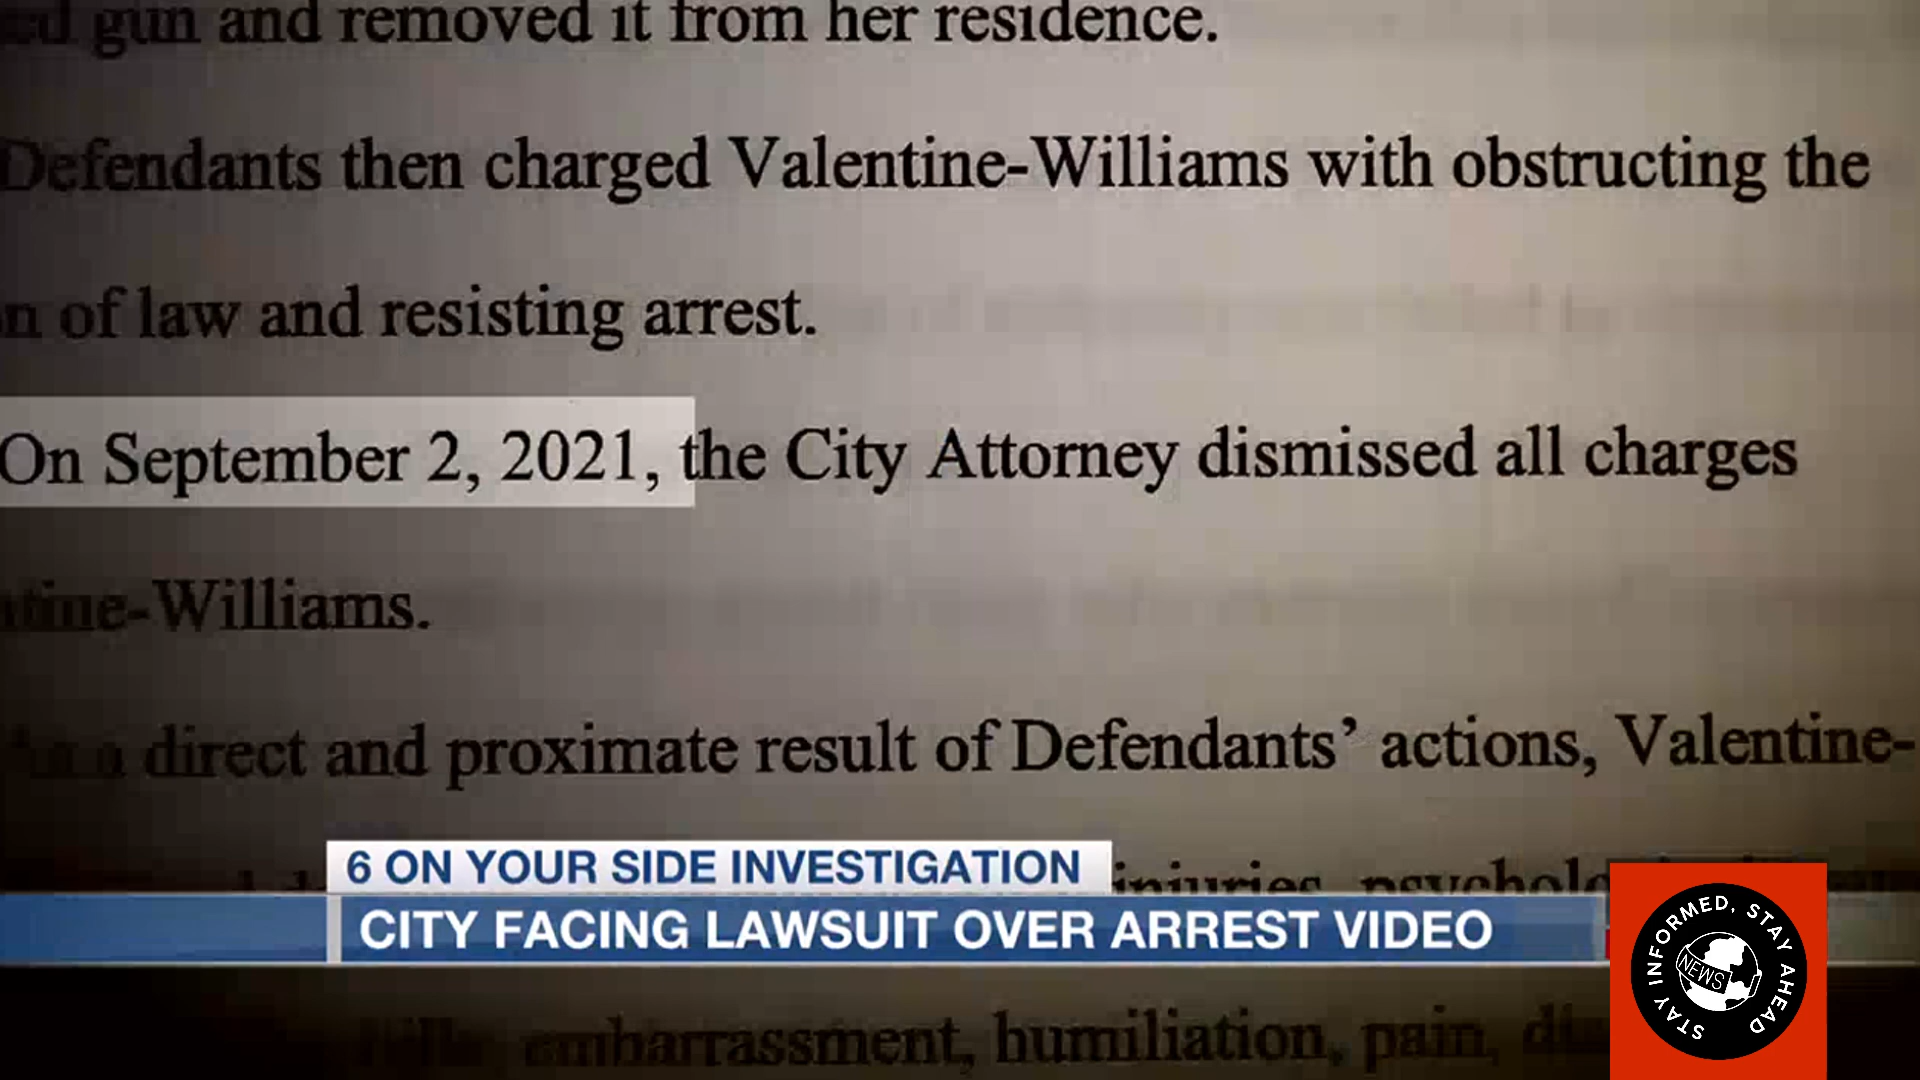 gun and removed it from her residence.
Defendants then charged Valentine-Williams with obstructing the
n of law and resisting arrest.
On September 2, 2021, the City Attorney dismissed all charges
tine-Williams.
a direct and proximate result of Defendants’ actions, Valentine-
6 ON YOUR SIDE INVESTIGATION
injuries, psycholo
CITY FACING LAWSUIT OVER ARREST VIDEO
embarrassment, humiliation, pain,
STAY INFORMED, STAY AHEAD
NEWS